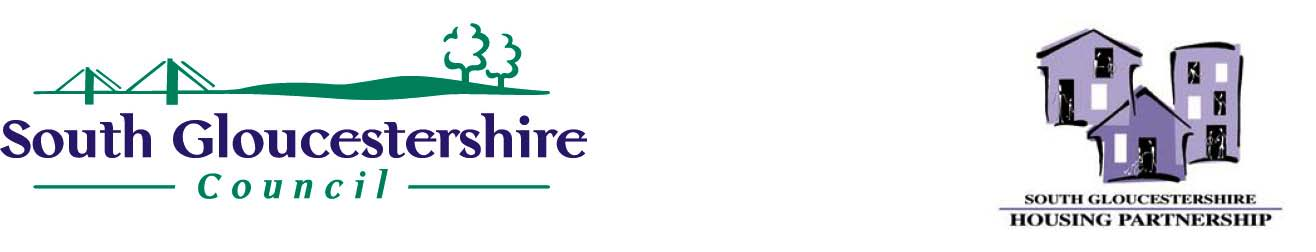 South Gloucestershire
Council
SOUTH GLOUCESTERSHIRE
HOUSING PARTNERSHIP